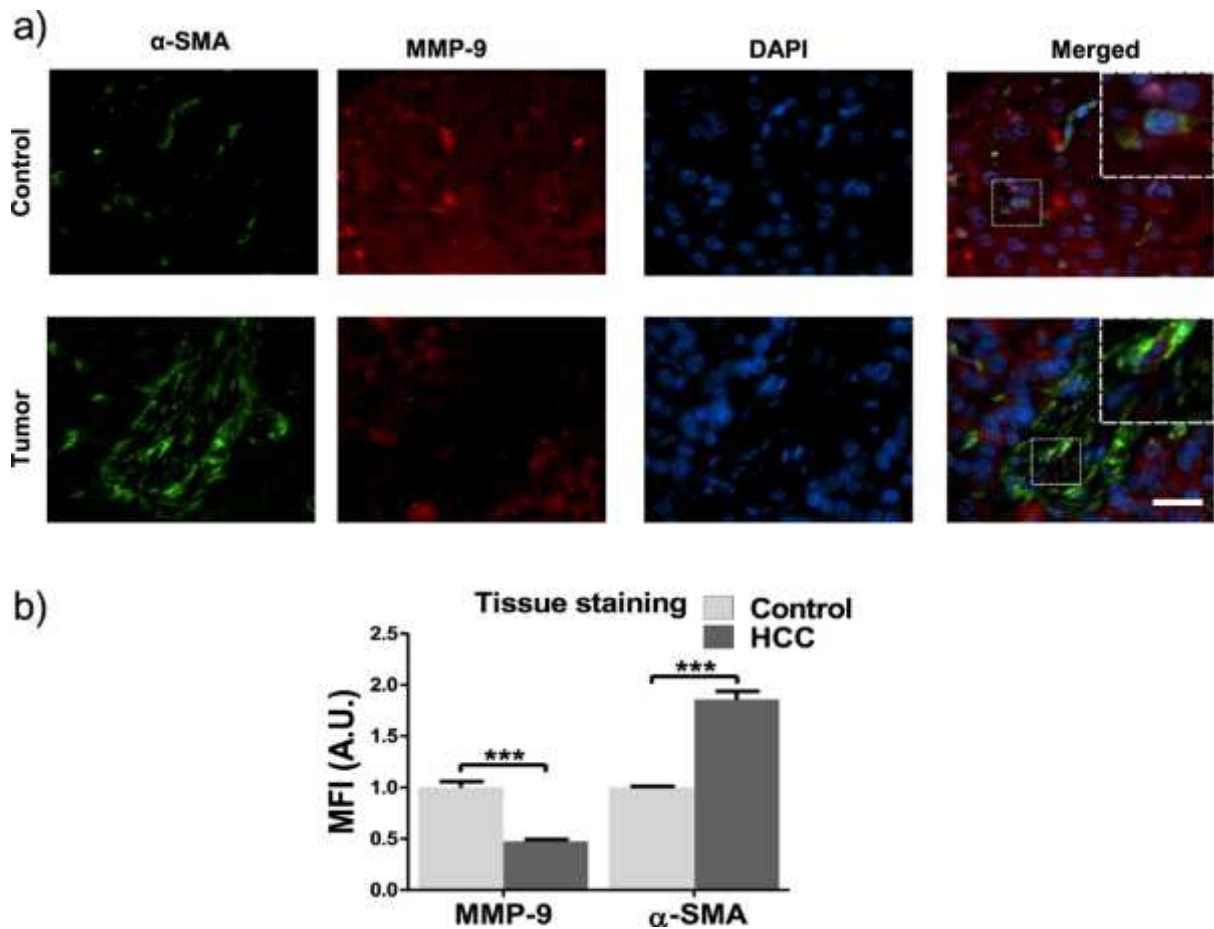 a)
α-SMA MMP-9 DAPI Merged
Control
Tumor
b)
Tissue staining
Control
HCC
MFI (A.U.)
2.5
2.0
1.5
1.0
0.5
0.0
***
***
MMP-9 α-SMA